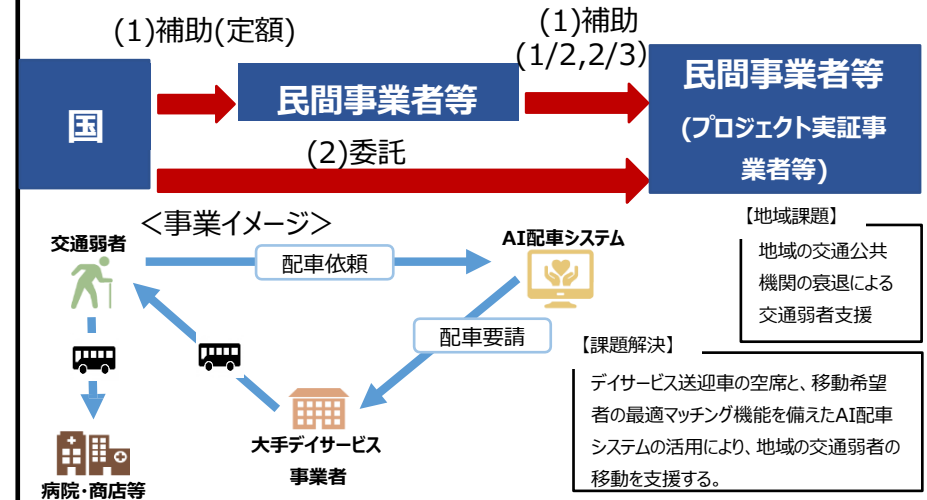 (1)補助(定額)
(1)補助
(1/2,2/3)
国
民間事業者等
民間事業者等
(プロジェクト実証事
業者等)
(2)委託
<事業イメージ>
交通弱者
配車依頼
AI配車システム
配車要請
大手デイサービス
事業者
病院・商店等
【地域課題】
地域の交通公共
機関の衰退による
交通弱者支援
【課題解決】
デイサービス送迎車の空席と、移動希望
者の最適マッチング機能を備えたAI配車
システムの活用により、地域の交通弱者の
移動を支援する。